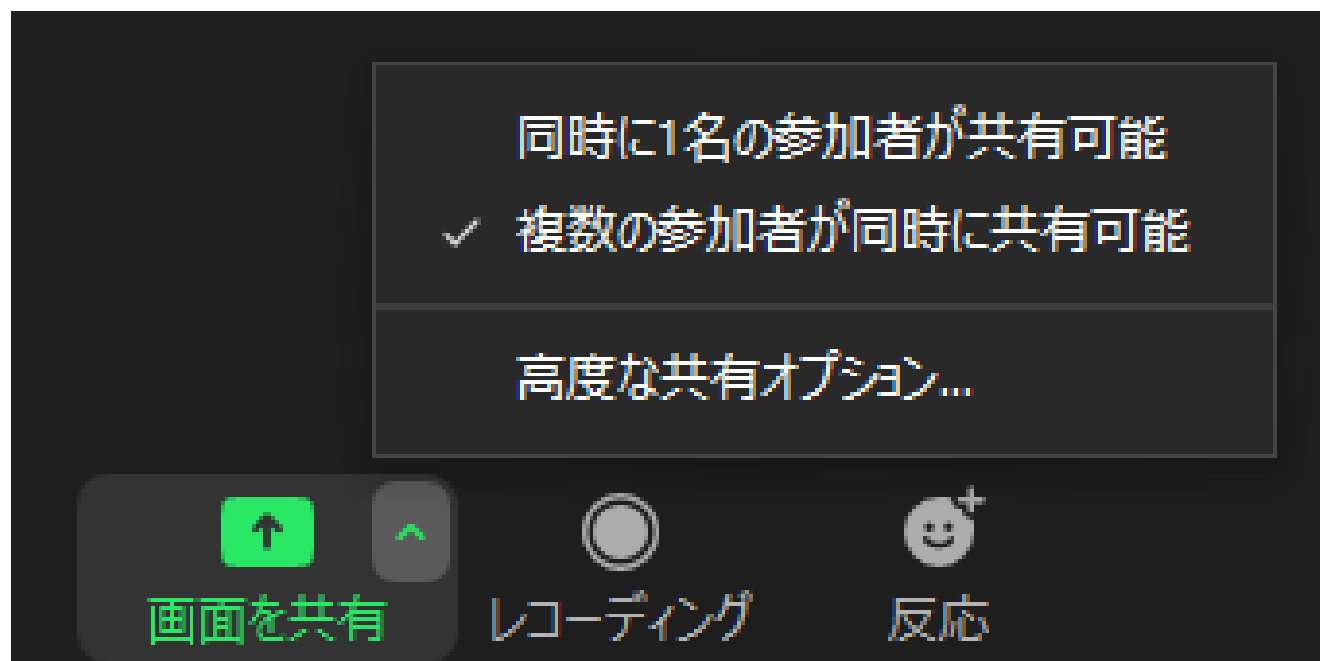 同時に1名の参加者が共有可能
複数の参加者が同時に共有可能
高度な共有オプション...
画面を共有
レコーディング
反応